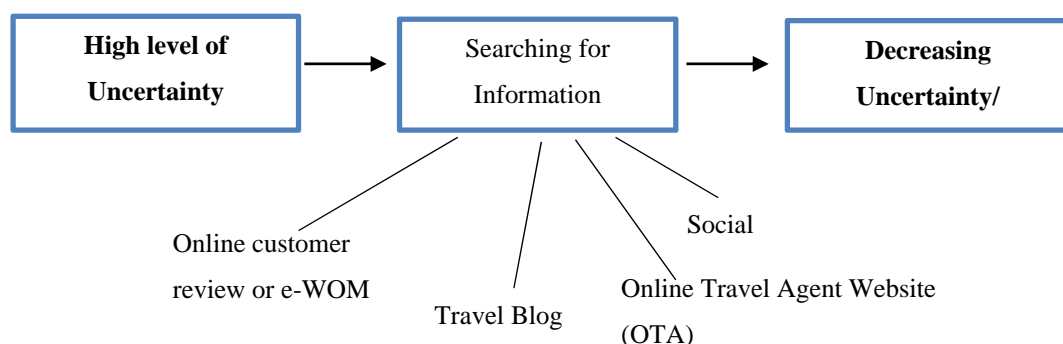 High level of
Uncertainty
Searching for
Information
Decreasing
Uncertainty/
Online customer
review or e-WOM
Travel Blog
Social
Online Travel Agent Website
(OTA)